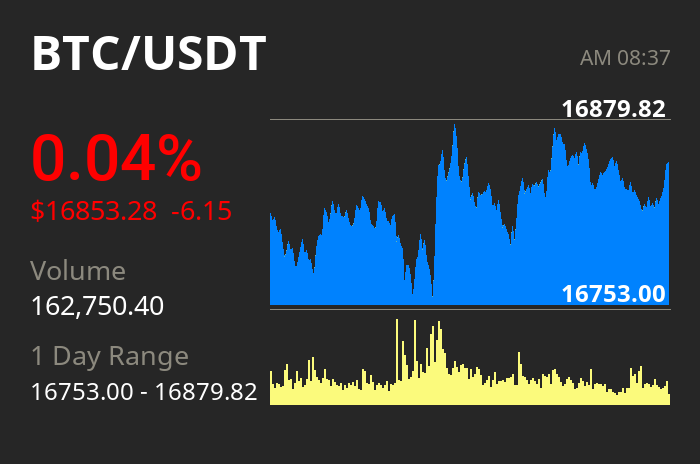 BTC/USDT
AM 08:37
16879.82
0.04%
$16853.28 -6.15
Volume
162,750.40
16753.00
1 Day Range
16753.00 - 16879.82